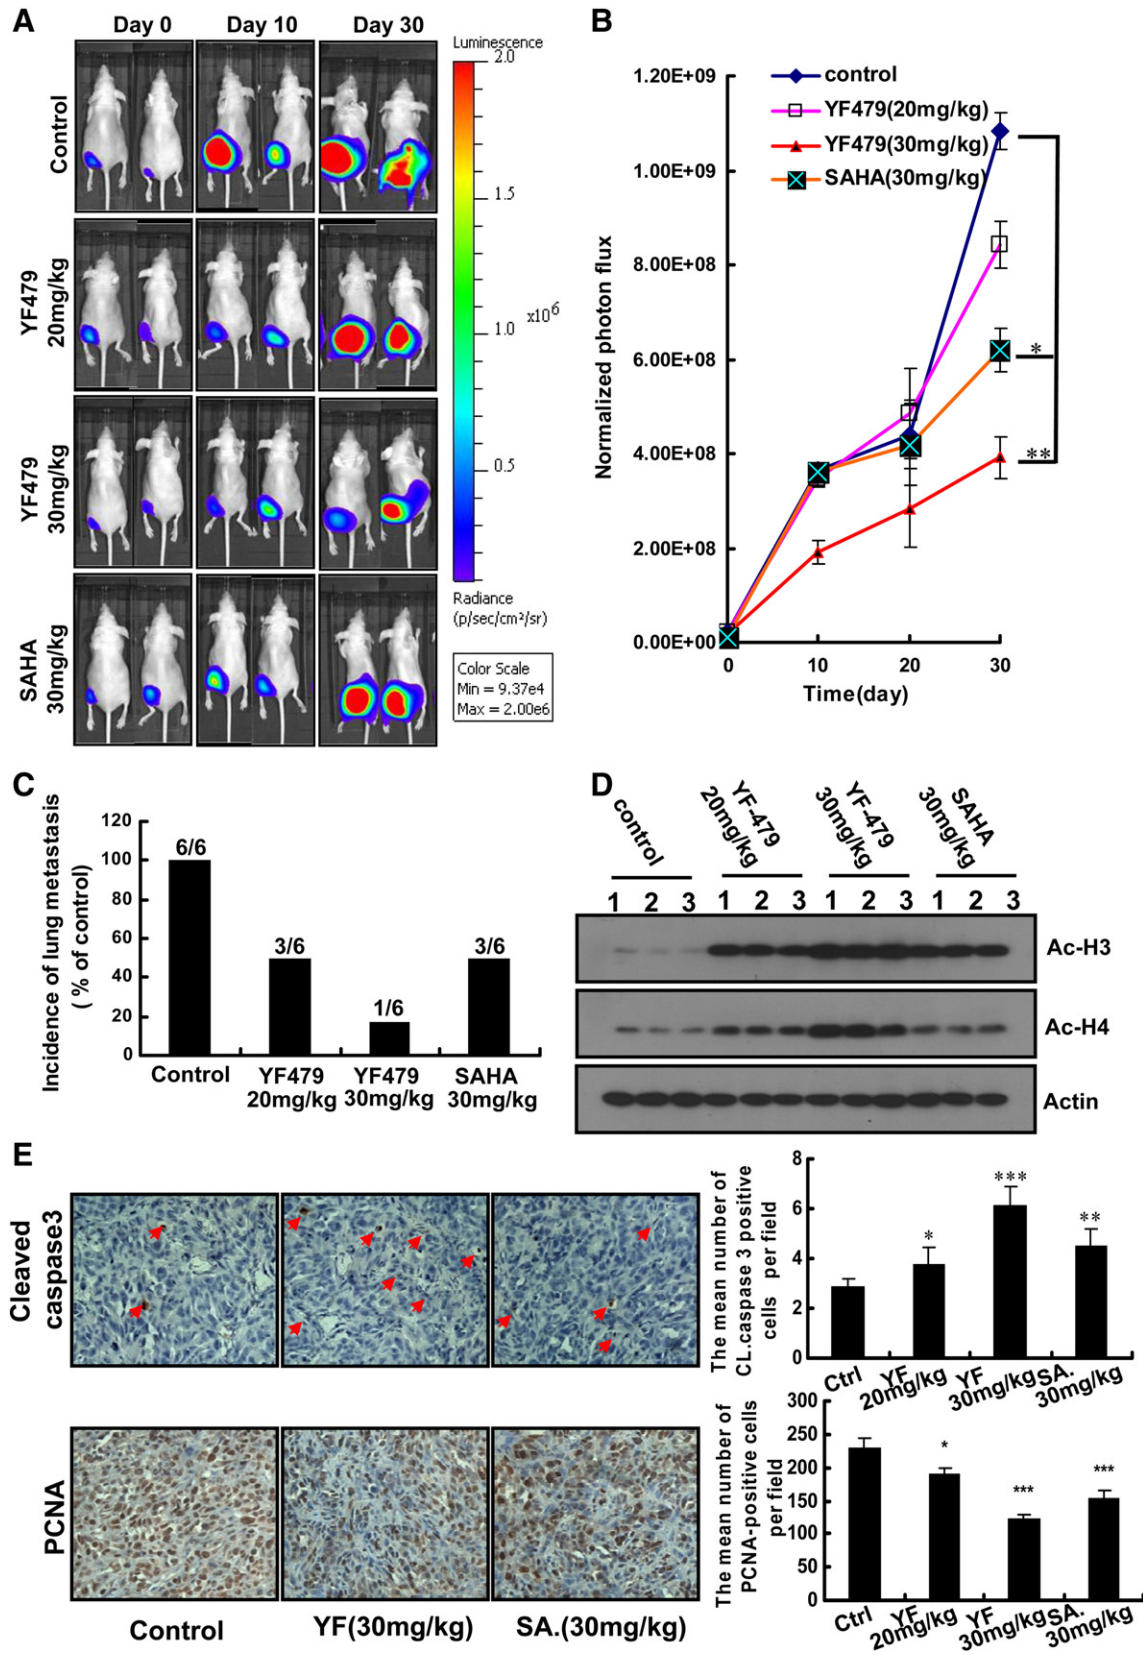 A
Day 0 Day 10 Day 30
Control
YF479
20mg/kg
YF479
30mg/kg
SAHA
30mg/kg
Luminescence
2.0
1.5
1.0
x10⁶
0.5
Radiance
(p/sec/cm²/sr)
Color Scale
Min = 9.37e4
Max = 2.00e6
B
control
YF479(20mg/kg)
YF479(30mg/kg)
SAHA(30mg/kg)
Normalized photon flux
1.20E+09
1.00E+09
8.00E+08
6.00E+08
4.00E+08
2.00E+08
0.00E+00
*
**
0 10 20 30
Time(day)
C
Incidence of lung metastasis
( % of control)
120
100
80
60
40
20
0
6/6
3/6
1/6
3/6
Control
YF479
20mg/kg
YF479
30mg/kg
SAHA
30mg/kg
D
control
YF-479
20mg/kg
YF-479
30mg/kg
SAHA
30mg/kg
1 2 3 1 2 3 1 2 3 1 2 3
Ac-H3
Ac-H4
Actin
E
Cleaved
caspase3
PCNA
Control
YF(30mg/kg)
SA.(30mg/kg)
The mean number of
CL.caspase 3 positive
cells per field
8
6
4
2
0
*
***
**
Ctrl
YF
20mg/kg
YF
30mg/kg
SA.
30mg/kg
The mean number of
PCNA-positive cells
per field
300
250
200
150
100
50
0
*
***
***
Ctrl
YF
20mg/kg
YF
30mg/kg
SA.
30mg/kg